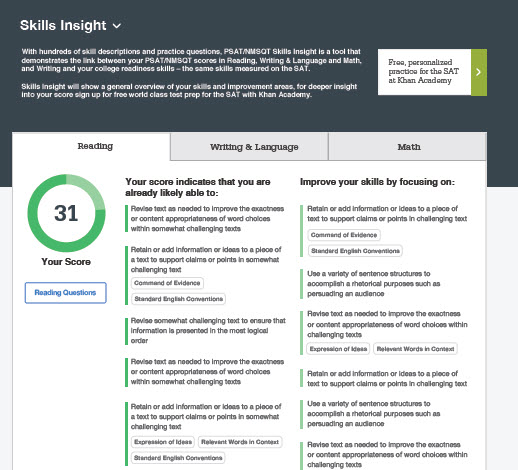 Skills Insight
With hundreds of skill descriptions and practice questions, PSAT/NMSQT Skills Insight is a tool that
demonstrates the link between your PSAT/NMSQT scores in Reading, Writing & Language and Math,
and Writing and your college readiness skills – the same skills measured on the SAT.
Skills Insight will show a general overview of your skills and improvement areas, for deeper insight
into your score sign up for free world class test prep for the SAT with Khan Academy.
Free, personalized
practice for the SAT
at Khan Academy
Reading
Writing & Language
Math
31
Your Score
Reading Questions
Your score indicates that you are
already likely able to:
Revise text as needed to improve the exactness
or content appropriateness of word choices
within somewhat challenging texts
Retain or add information or ideas to a piece of
a text to support claims or points in somewhat
challenging text
Command of Evidence
Standard English Conventions
Revise somewhat challenging text to ensure that
information is presented in the most logical
order
Revise text as needed to improve the exactness
or content appropriateness of word choices
within somewhat challenging texts
Retain or add information or ideas to a piece of
a text to support claims or points in somewhat
challenging text
Expression of Ideas
Relevant Words in Context
Standard English Conventions
Improve your skills by focusing on:
Retain or add information or ideas to a piece of
text to support claims or points in challenging text
Command of Evidence
Standard English Conventions
Use a variety of sentence structures to
accomplish a rhetorical purposes such as
persuading an audience
Revise text as needed to improve the exactness
or content appropriateness of word choices within
challenging texts
Expression of Ideas
Relevant Words in Context
Retain or add information or ideas to a piece of
text to support claims or points in challenging text
Use a variety of sentence structures to
accomplish a rhetorical purposes such as
persuading an audience
Revise text as needed to improve the exactness
or content appropriateness of word choices within
challenging texts